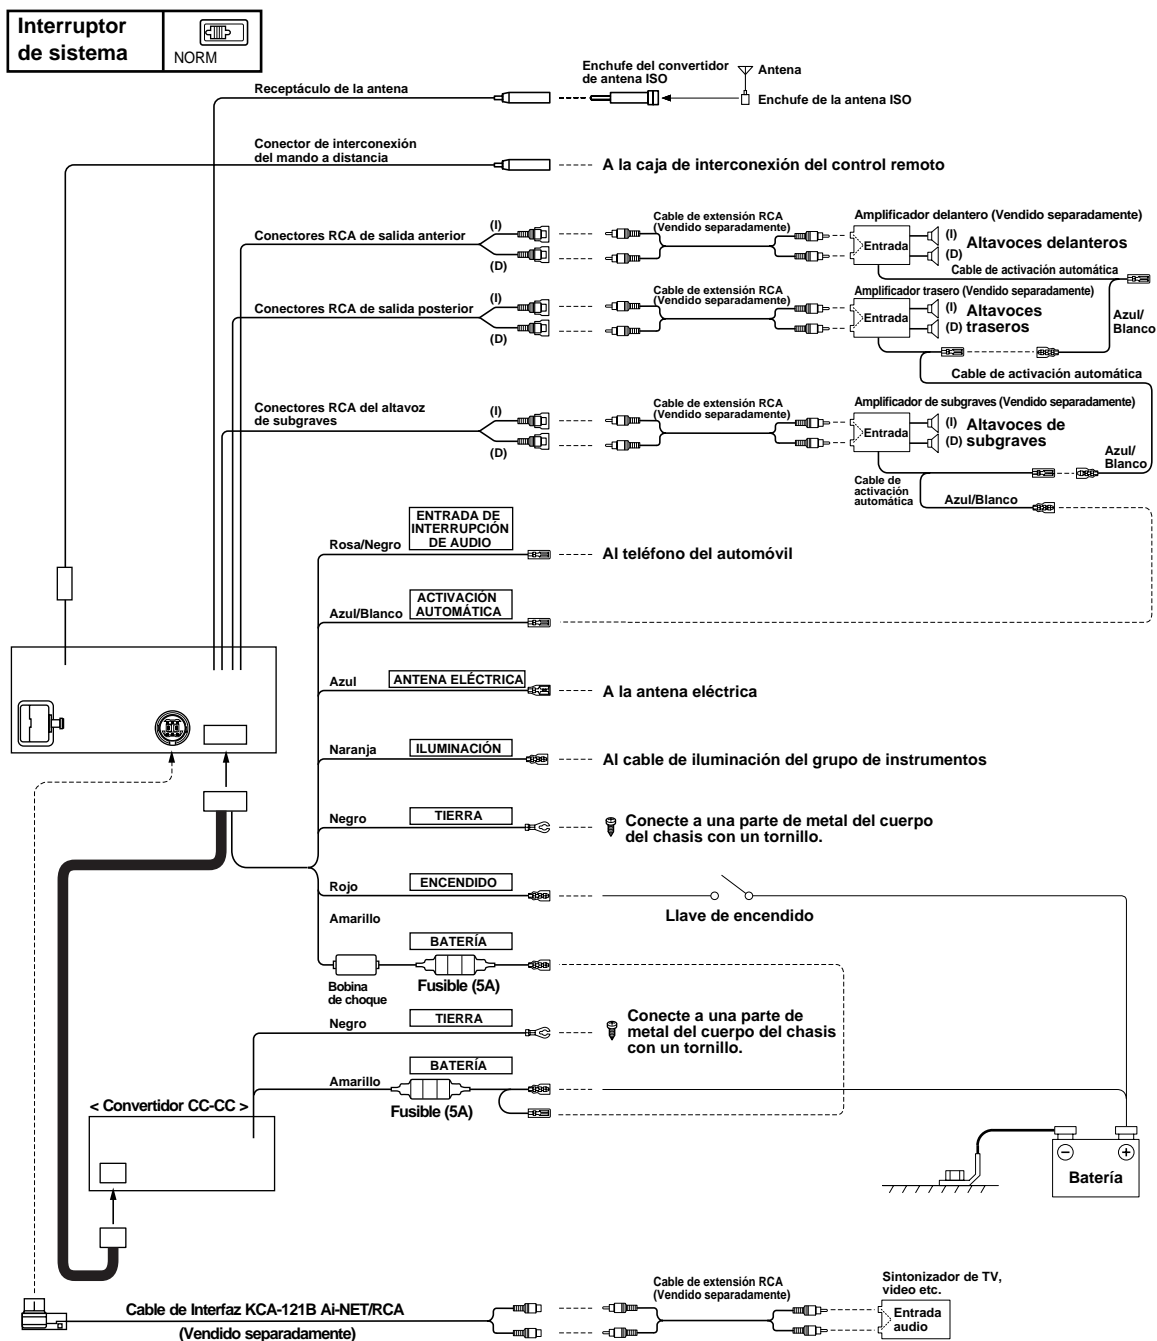 Interruptor
de sistema
NORM
Receptáculo de la antena
Enchufe del convertidor
de antena ISO
Antena
Enchufe de la antena ISO
Conector de interconexión
del mando a distancia
A la caja de interconexión del control remoto
Conectores RCA de salida anterior
(I)
(D)
Cable de extensión RCA
(Vendido separadamente)
Amplificador delantero (Vendido separadamente)
Entrada
(I)
(D)
Altavoces delanteros
Cable de activación automática
Conectores RCA de salida posterior
(I)
(D)
Cable de extensión RCA
(Vendido separadamente)
Amplificador trasero (Vendido separadamente)
Entrada
(I)
(D)
Altavoces
traseros
Azul/
Blanco
Cable de activación automática
Conectores RCA del altavoz
de subgraves
(I)
(D)
Cable de extensión RCA
(Vendido separadamente)
Amplificador de subgraves (Vendido separadamente)
Entrada
(I)
(D)
Altavoces de
subgraves
Azul/
Blanco
Cable de
activación
automática
Azul/Blanco
Rosa/Negro
ENTRADA DE
INTERRUPCIÓN
DE AUDIO
Al teléfono del automóvil
Azul/Blanco
ACTIVACIÓN
AUTOMÁTICA
Azul
ANTENA ELÉCTRICA
A la antena eléctrica
Naranja
ILUMINACIÓN
Al cable de iluminación del grupo de instrumentos
Negro
TIERRA
Conecte a una parte de metal del cuerpo
del chasis con un tornillo.
Rojo
ENCENDIDO
Llave de encendido
Amarillo
BATERÍA
Bobina
de choque
Fusible (5A)
Negro
TIERRA
Conecte a una parte de
metal del cuerpo del chasis
con un tornillo.
Amarillo
BATERÍA
Fusible (5A)
< Convertidor CC-CC >
Batería
Cable de Interfaz KCA-121B Ai-NET/RCA
(Vendido separadamente)
Cable de extensión RCA
(Vendido separadamente)
Sintonizador de TV,
video etc.
Entrada
audio